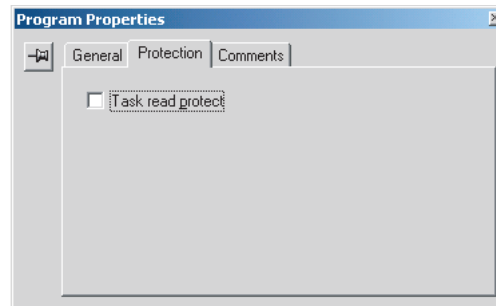 Program Properties
General Protection Comments
Task read protect